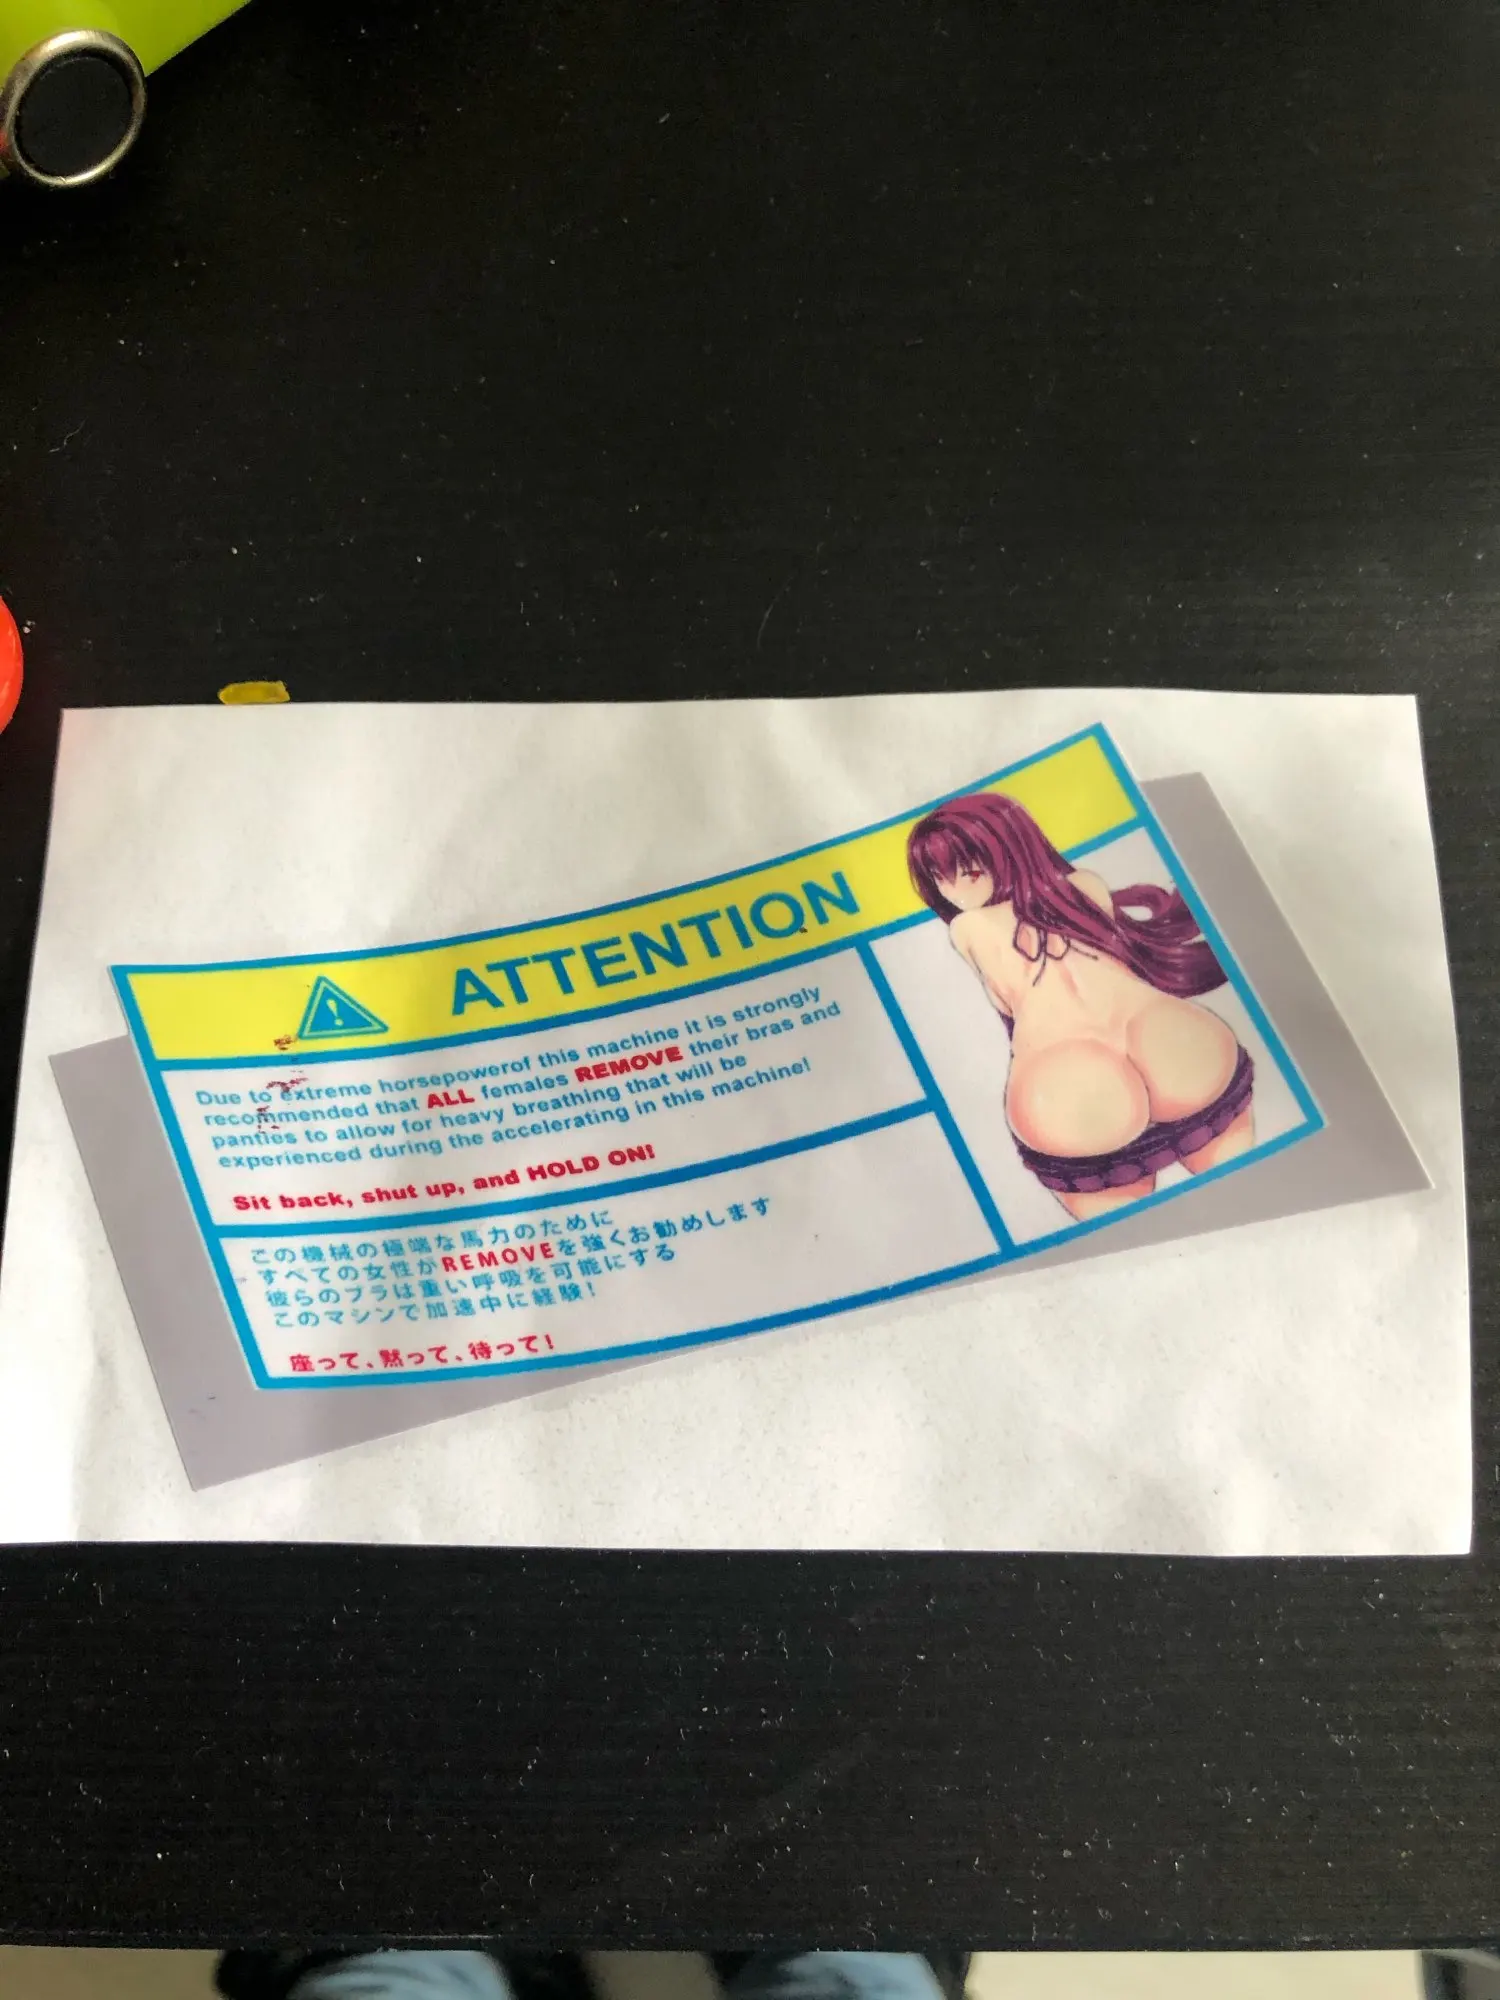 ATTENTION
Due to extreme horsepowerof this machine it is strongly
recommended that ALL females REMOVE their bras and
panties to allow for heavy breathing that will be
experienced during the accelerating in this machine!
Sit back, shut up, and HOLD ON!
この機械の極端な馬力のために
すべての女性がREMOVEを強くお勧めします
彼らのブラは重い呼吸を可能にする
このマシンで加速中に経験!
座って、黙って、待って!